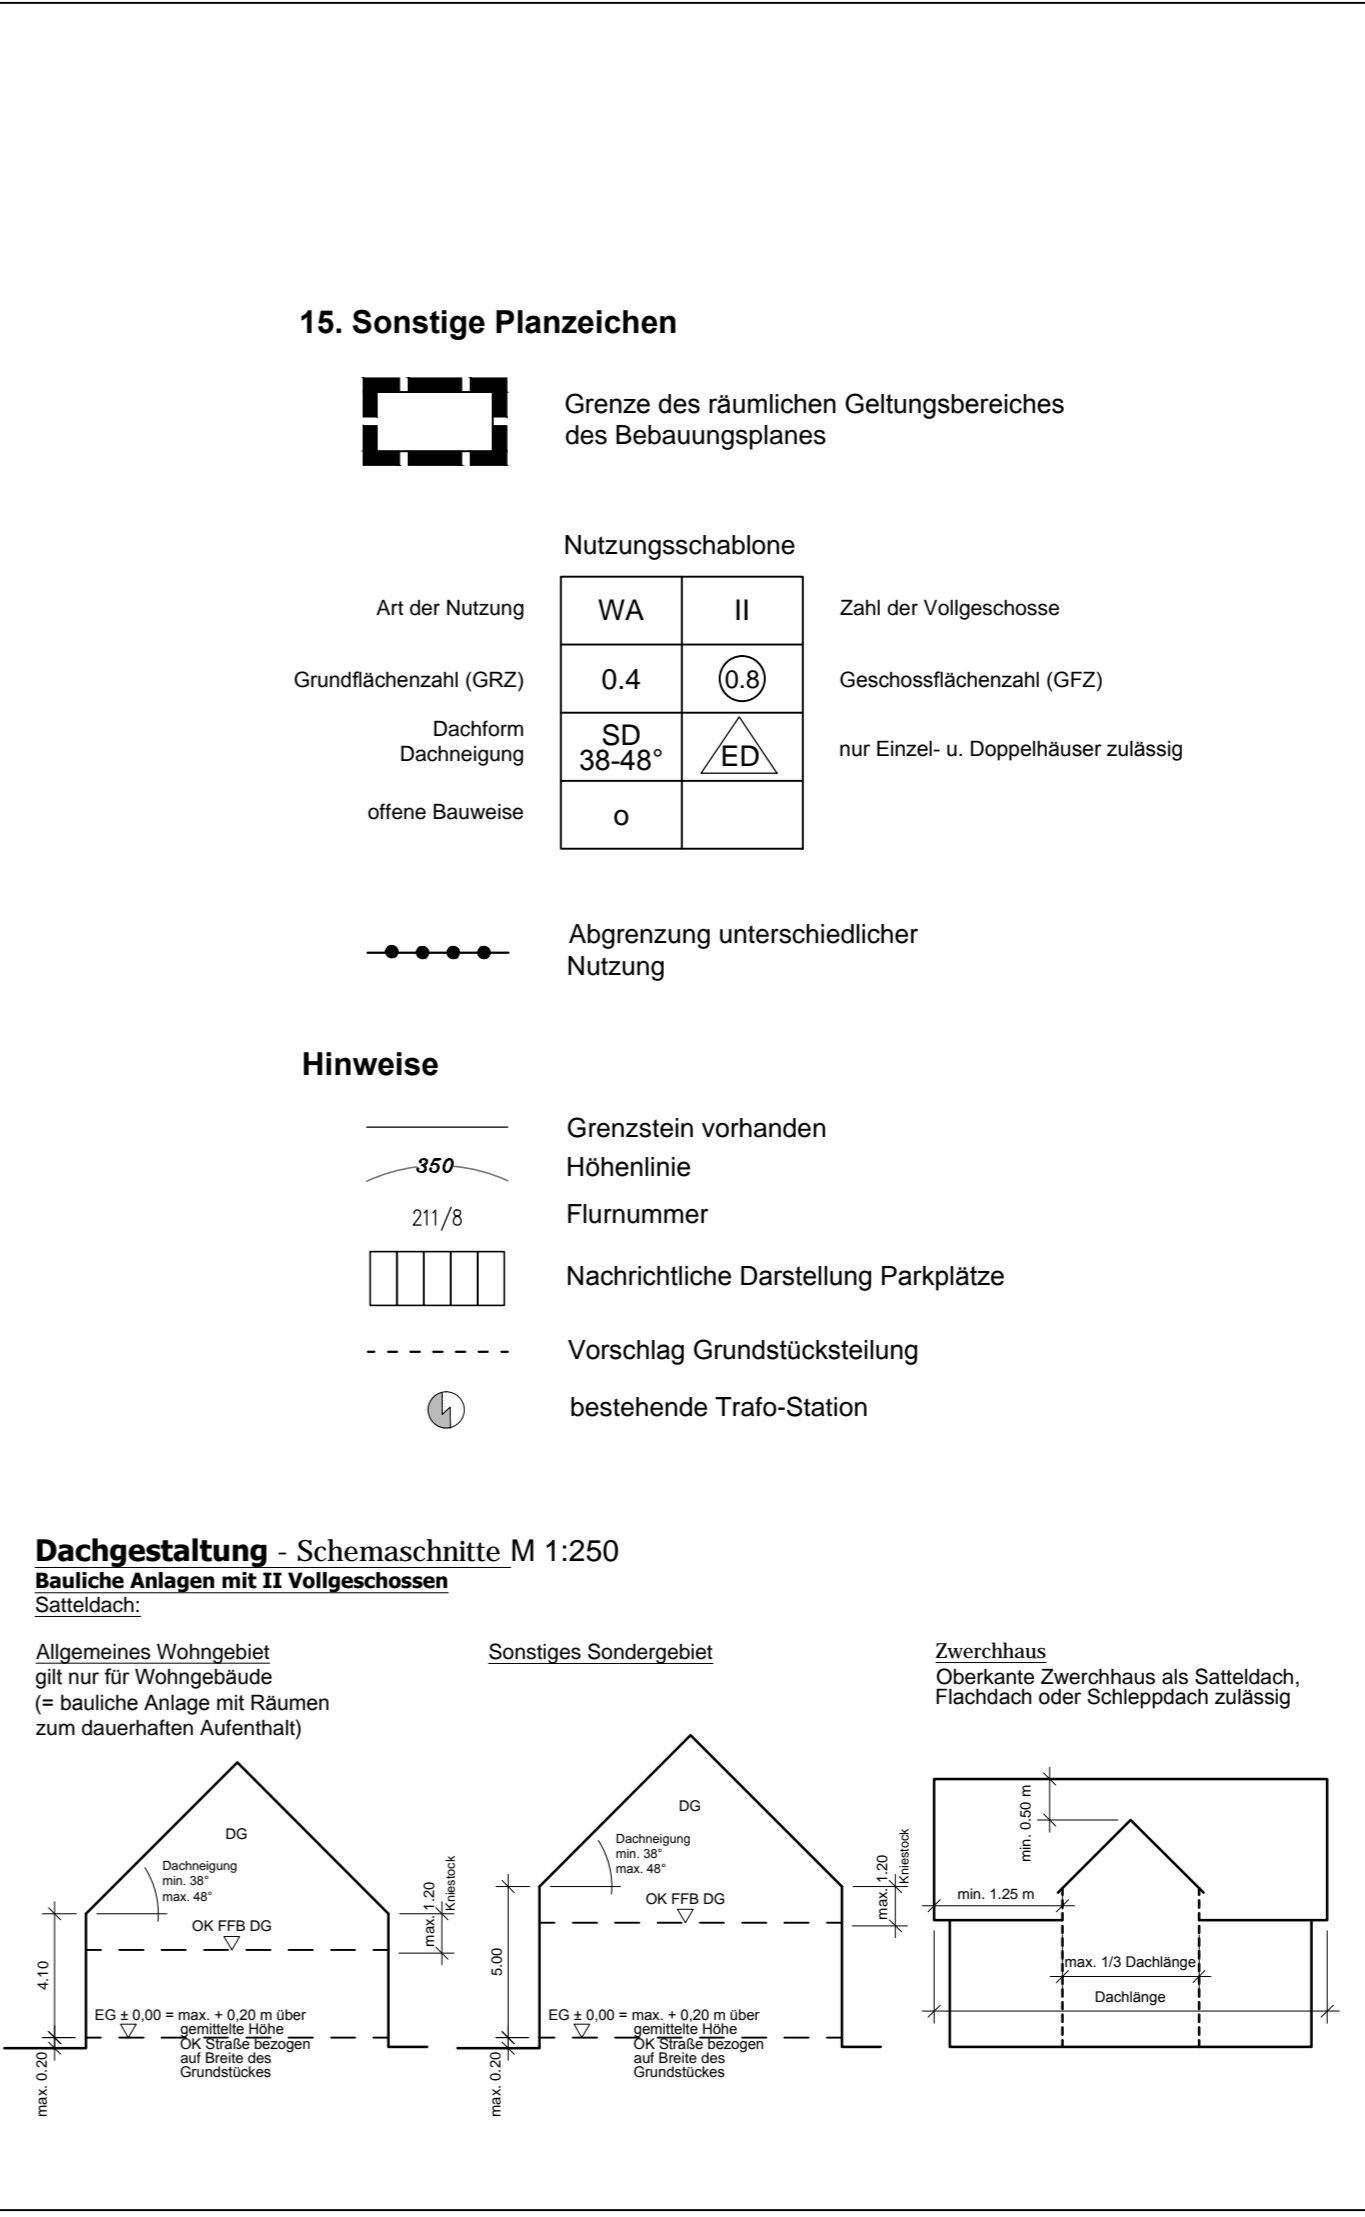 15. Sonstige Planzeichen
Grenze des räumlichen Geltungsbereiches
des Bebauungsplanes
Nutzungsschablone
Art der Nutzung WA II Zahl der Vollgeschosse
Grundflächenzahl (GRZ) 0.4 0.8 Geschossflächenzahl (GFZ)
Dachform
Dachneigung
SD
38-48°
ED
nur Einzel- u. Doppelhäuser zulässig
offene Bauweise o
Abgrenzung unterschiedlicher
Nutzung
Hinweise
Grenzstein vorhanden
350 Höhenlinie
211/8 Flurnummer
Nachrichtliche Darstellung Parkplätze
Vorschlag Grundstücksteilung
bestehende Trafo-Station
Dachgestaltung - Schemaschnitte M 1:250
Bauliche Anlagen mit II Vollgeschossen
Satteldach:
Allgemeines Wohngebiet
gilt nur für Wohngebäude
(= bauliche Anlage mit Räumen
zum dauerhaften Aufenthalt)
DG
Dachneigung
min. 38°
max. 48°
OK FFB DG
max. 1.20
Kniestock
4.10
EG ± 0,00 = max. + 0,20 m über
gemittelte Höhe
OK Straße bezogen
auf Breite des
Grundstückes
max. 0.20
Sonstiges Sondergebiet
DG
Dachneigung
min. 38°
max. 48°
OK FFB DG
max. 1.20
Kniestock
5.00
EG ± 0,00 = max. + 0,20 m über
gemittelte Höhe
OK Straße bezogen
auf Breite des
Grundstückes
max. 0.20
Zwerchhaus
Oberkante Zwerchhaus als Satteldach,
Flachdach oder Schleppdach zulässig
min. 0.50 m
min. 1.25 m
max. 1/3 Dachlänge
Dachlänge